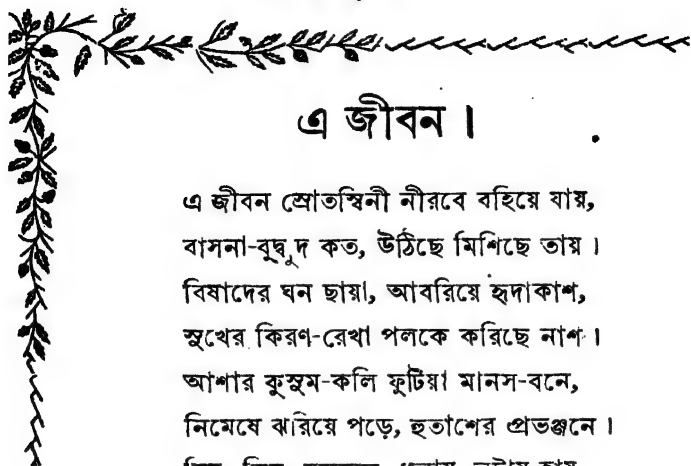 এ জীবন ।
এ জীবন স্রোতস্বিনী নীরবে বহিয়ে যায়,
বাসনা-বুদ্বুদ কত, উঠিছে মিশিছে তায় ।
বিষাদের ঘন ছায়া, আবরিয়ে হৃদাকাশ,
সুখের কিরণ-রেখা পলকে করিছে নাশ ।
আশার কুসুম-কলি ফুটিয়া মানস-বনে,
নিমেষে ঝরিয়ে পড়ে, হুতাশের প্রভঞ্জনে ।